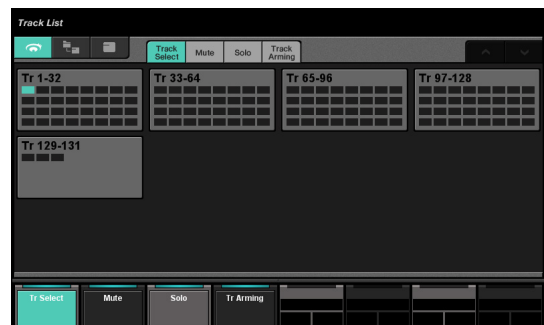 Track List
Track
Select
Mute
Solo
Track
Arming
Tr 1-32
Tr 33-64
Tr 65-96
Tr 97-128
Tr 129-131
Tr Select
Mute
Solo
Tr Arming